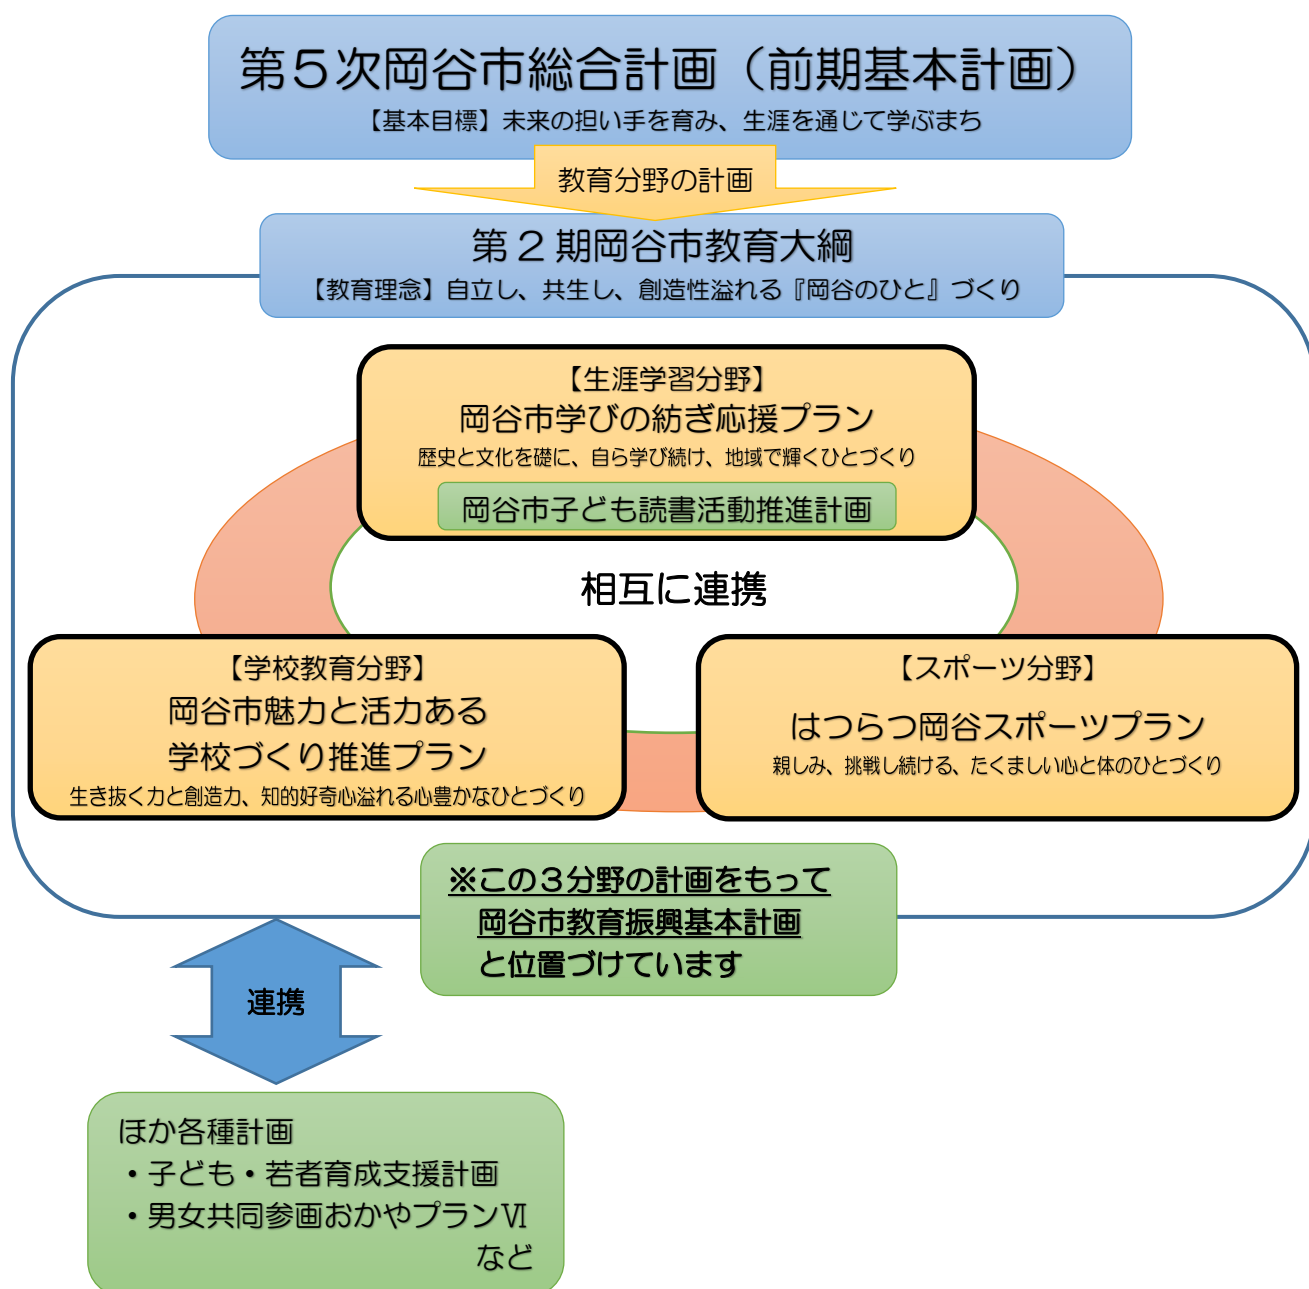 第５次岡谷市総合計画（前期基本計画）
【基本目標】未来の担い手を育み、生涯を通じて学ぶまち
教育分野の計画
第２期岡谷市教育大綱
【教育理念】自立し、共生し、創造性溢れる『岡谷のひと』づくり
【生涯学習分野】
岡谷市学びの紡ぎ応援プラン
歴史と文化を礎に、自ら学び続け、地域で輝くひとづくり
岡谷市子ども読書活動推進計画
相互に連携
【学校教育分野】
岡谷市魅力と活力ある
学校づくり推進プラン
生き抜く力と創造力、知的好奇心溢れる心豊かなひとづくり
【スポーツ分野】
はつらつ岡谷スポーツプラン
親しみ、挑戦し続ける、たくましい心と体のひとづくり
※この３分野の計画をもって
岡谷市教育振興基本計画
と位置づけています
連携
ほか各種計画
・子ども・若者育成支援計画
・男女共同参画おかやプランⅥ
など